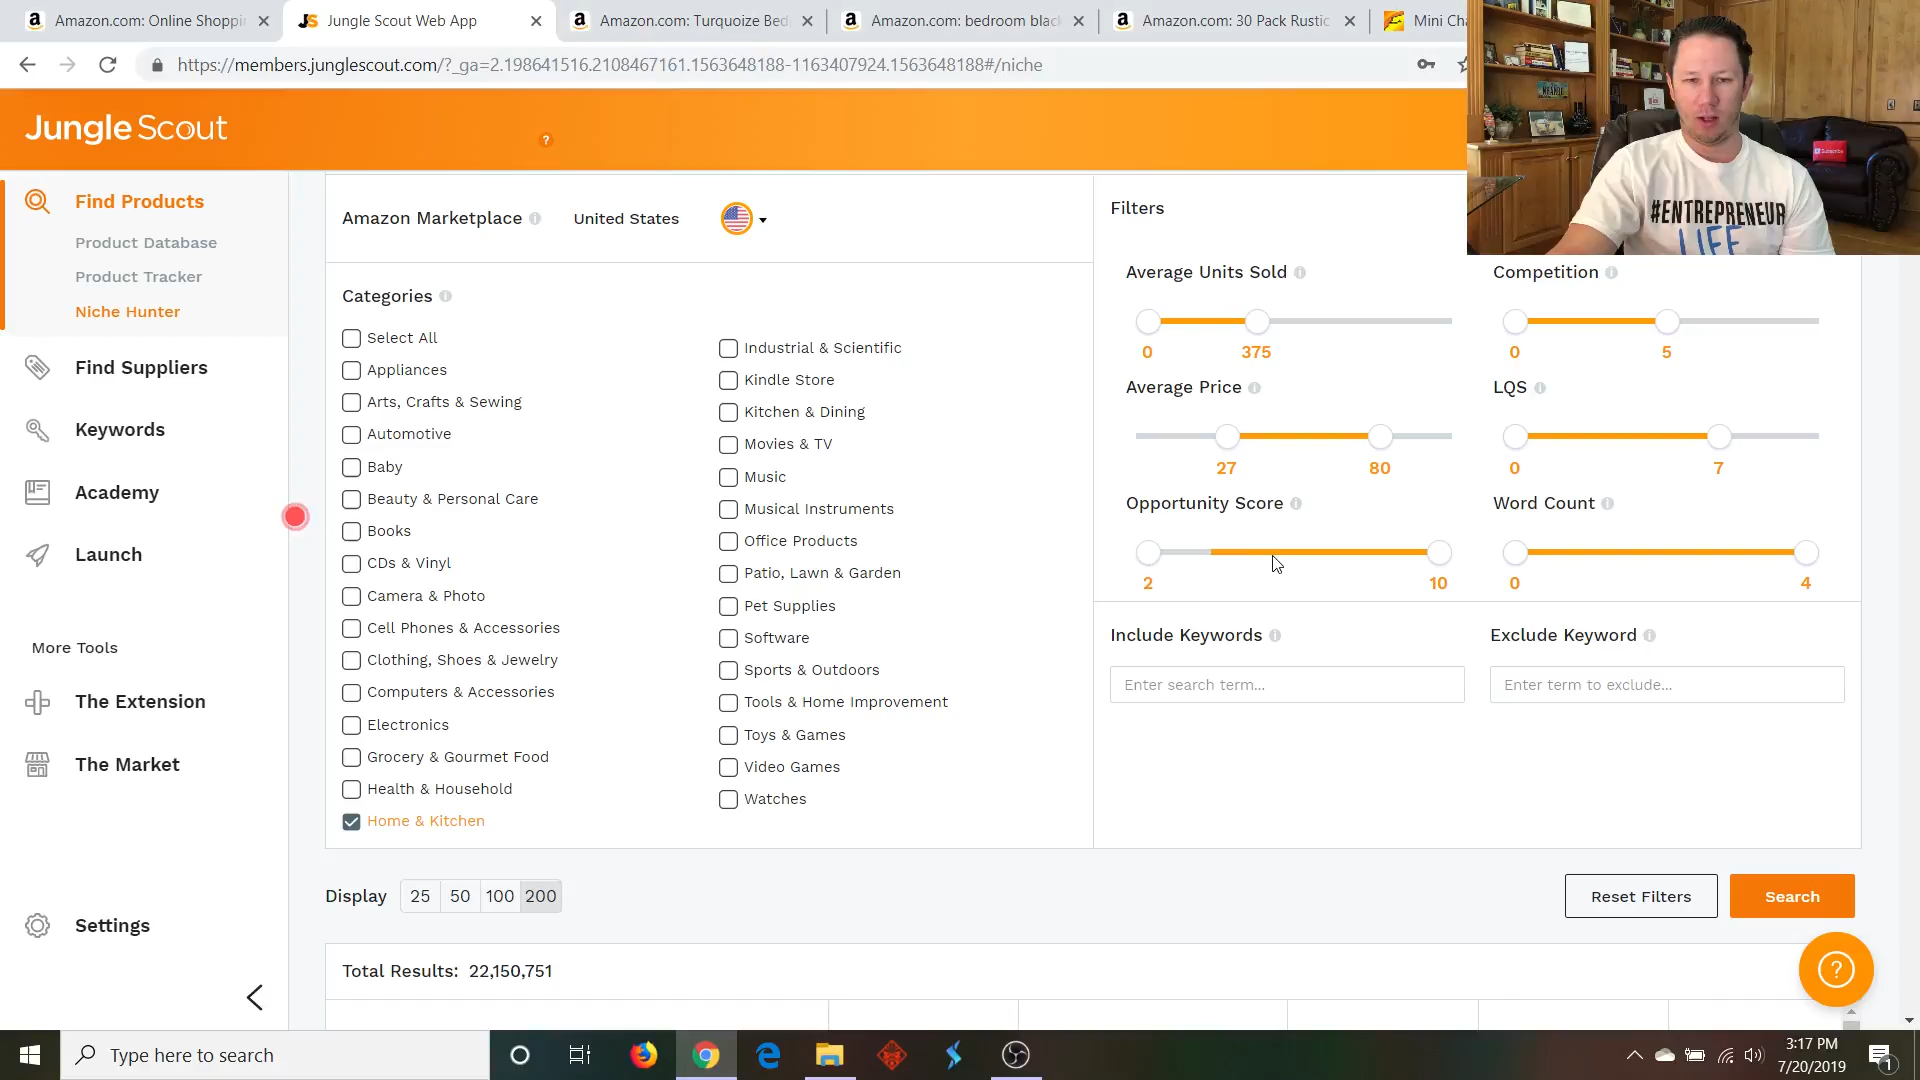 Amazon.com: Online Shoppi
Jungle Scout Web App
Amazon.com: Turquoize Bed
Amazon.com: bedroom blac
Amazon.com: 30 Pack Rustic
Mini Cha
https://members.junglescout.com/?_ga=2.198641516.2108467161.1563648188-1163407924.1563648188#/niche
Jungle Scout
?
#ENTREPRENEUR
LIFE
Subscribe
Find Products
Product Database
Product Tracker
Niche Hunter
Find Suppliers
Keywords
Academy
Launch
More Tools
The Extension
The Market
Settings
Amazon Marketplace
United States
Categories
Select All
Appliances
Arts, Crafts & Sewing
Automotive
Baby
Beauty & Personal Care
Books
CDs & Vinyl
Camera & Photo
Cell Phones & Accessories
Clothing, Shoes & Jewelry
Computers & Accessories
Electronics
Grocery & Gourmet Food
Health & Household
Home & Kitchen
Industrial & Scientific
Kindle Store
Kitchen & Dining
Movies & TV
Music
Musical Instruments
Office Products
Patio, Lawn & Garden
Pet Supplies
Software
Sports & Outdoors
Tools & Home Improvement
Toys & Games
Video Games
Watches
Filters
Average Units Sold
0 375
Competition
0 5
Average Price
27 80
LQS
0 7
Opportunity Score
2 10
Word Count
0 4
Include Keywords
Enter search term...
Exclude Keyword
Enter term to exclude...
Display 25 50 100 200
Reset Filters
Search
Total Results: 22,150,751
?
Type here to search
3:17 PM
7/20/2019
1